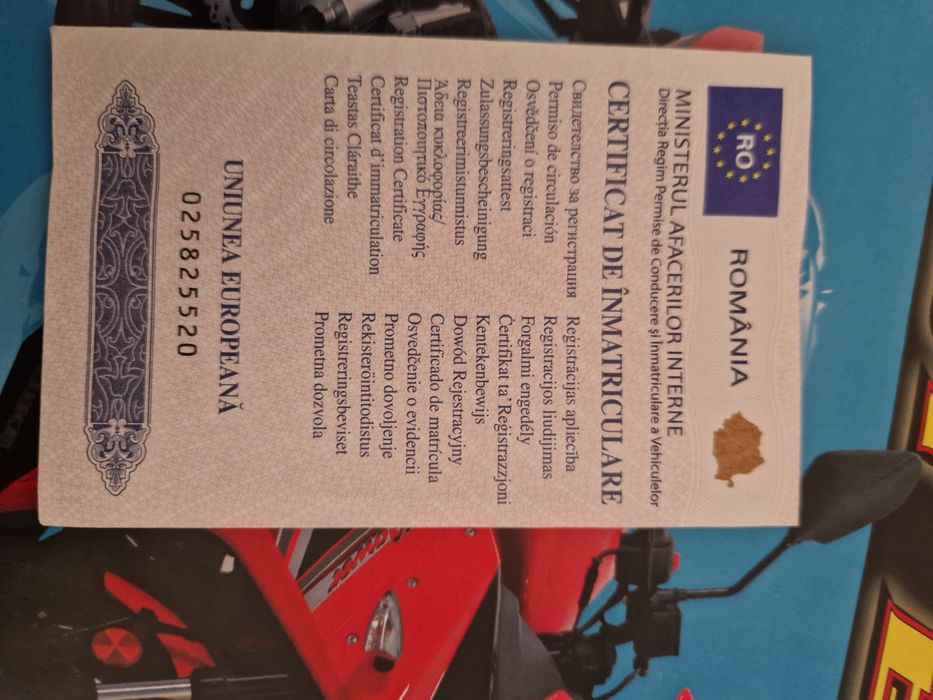 RO
ROMÂNIA
MINISTERUL AFACERILOR INTERNE
Direcția Regim Permise de Conducere și Înmatriculare a Vehiculelor
CERTIFICAT DE ÎNMATRICULARE
Свидетелство за регистрация
Permiso de circulación
Osvědčení o registraci
Registreringsattest
Zulassungsbescheinigung
Registreerimistunnistus
Άδεια κυκλοφορίας/
Πιστοποιητικό Εγγραφής
Registration Certificate
Certificat d'immatriculation
Teastas Cláraithe
Carta di circolazione
Reģistrācijas apliecība
Registracijos liudijimas
Forgalmi engedély
Ċertifikat ta' Reġistrazzjoni
Kentekenbewijs
Dowód Rejestracyjny
Certificado de matrícula
Osvedčenie o evidencii
Prometno dovoljenje
Rekisteröintitodistus
Registreringsbeviset
Prometna dozvola
UNIUNEA EUROPEANĂ
025825520